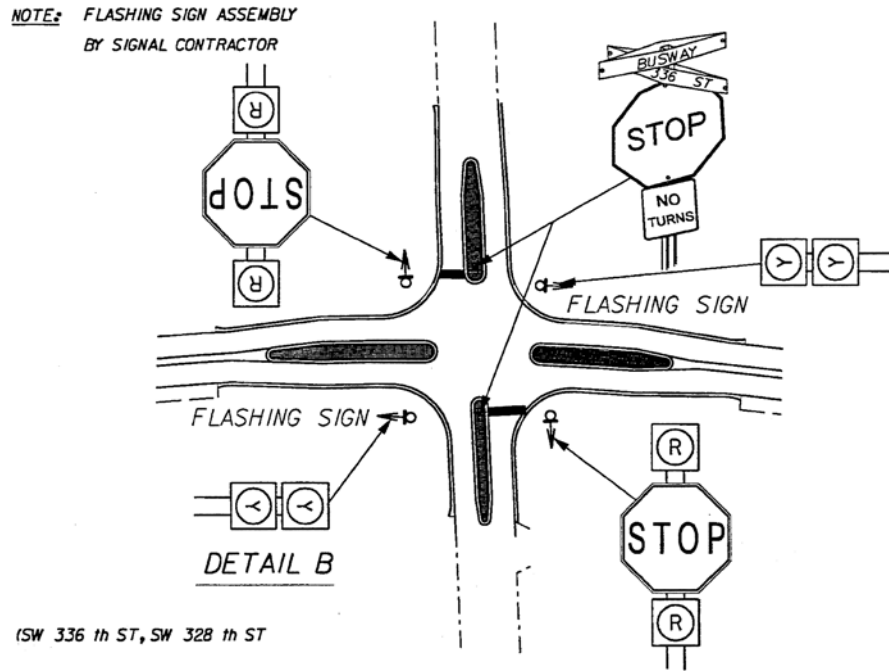 NOTE: FLASHING SIGN ASSEMBLY
BY SIGNAL CONTRACTOR
R
STOP
R
BUSWAY
336 ST
STOP
NO
TURNS
Y Y
FLASHING SIGN
FLASHING SIGN
Y Y
DETAIL B
R
STOP
R
(SW 336 th ST, SW 328 th ST